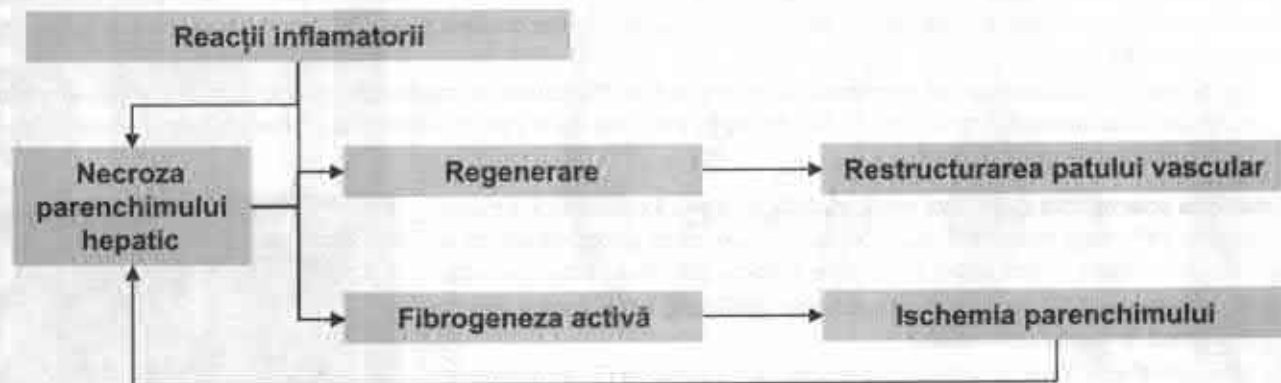 Reacții inflamatorii
Necroza
parenchimului
hepatic
Regenerare
Restructurarea patului vascular
Fibrogeneza activă
Ischemia parenchimului